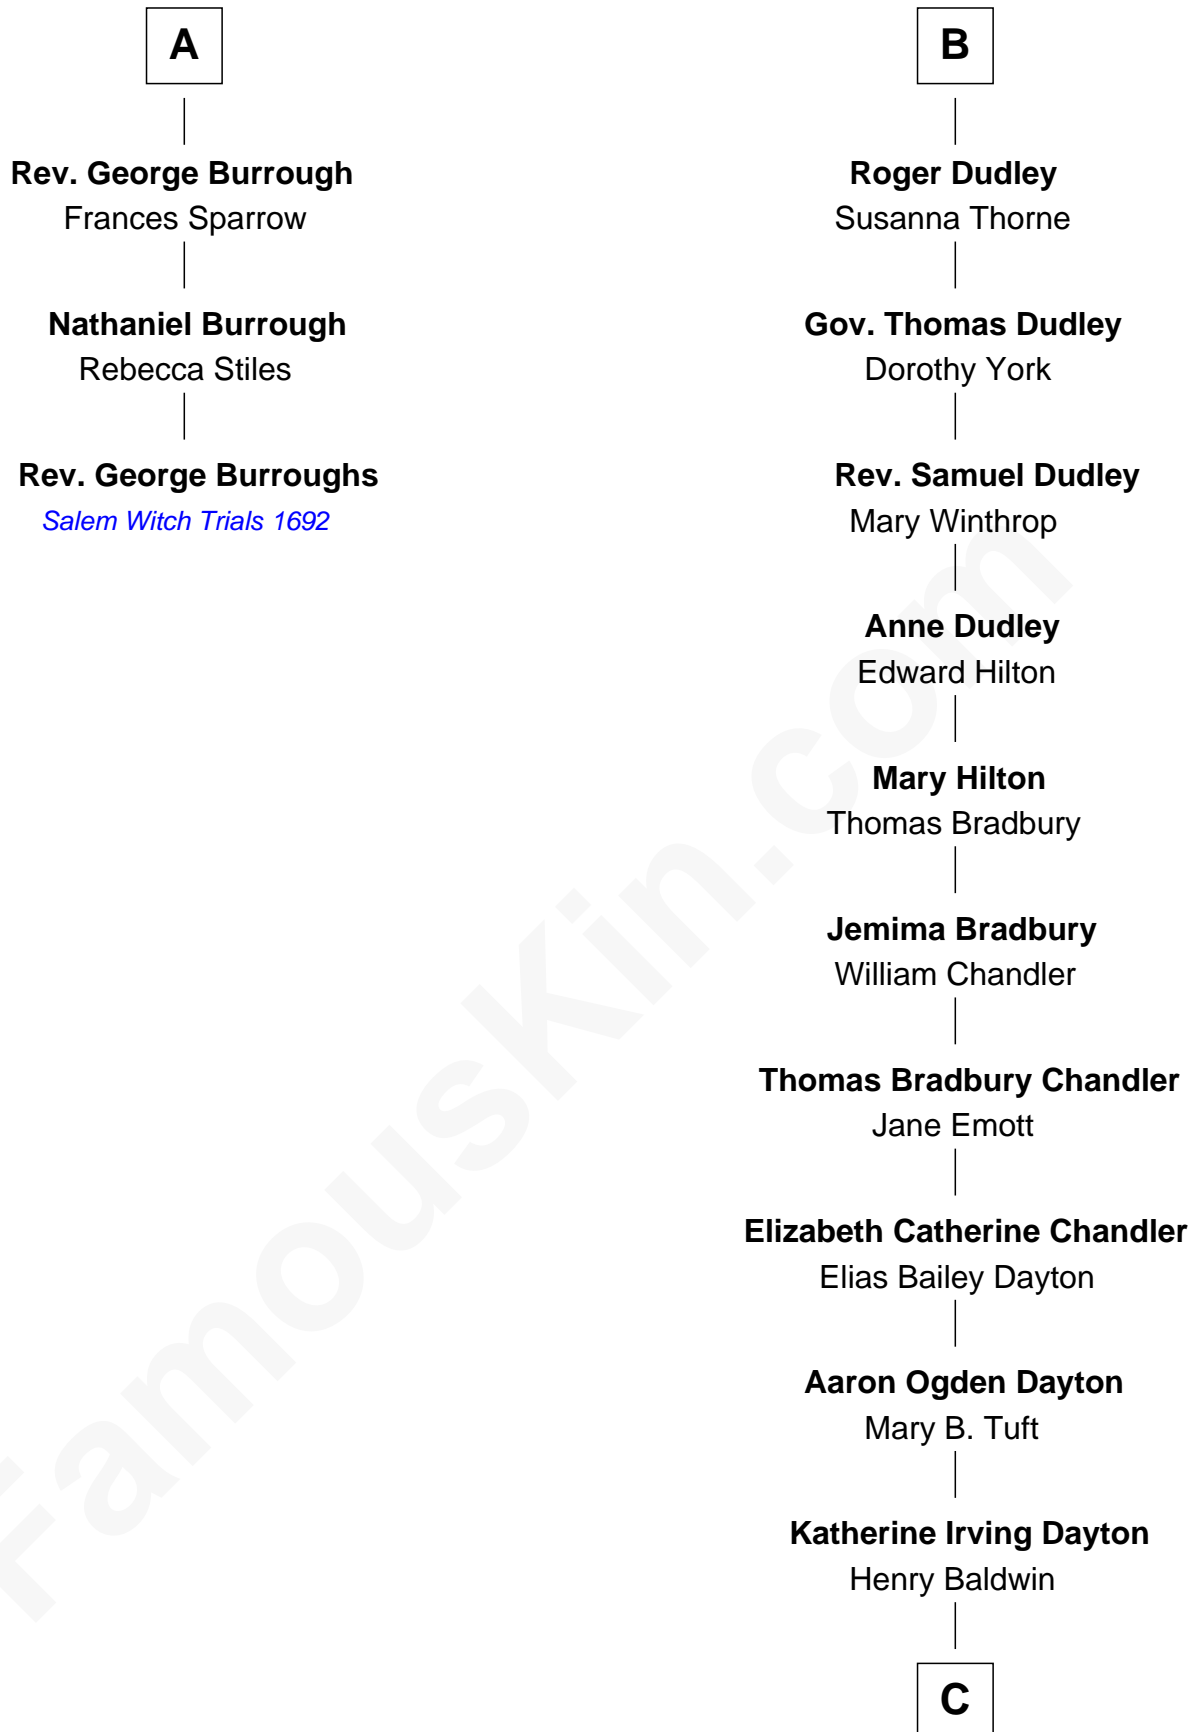 A
Rev. George Burrough
Frances Sparrow
Nathaniel Burrough
Rebecca Stiles
Rev. George Burroughs
Salem Witch Trials 1692
B
Roger Dudley
Susanna Thorne
Gov. Thomas Dudley
Dorothy York
Rev. Samuel Dudley
Mary Winthrop
Anne Dudley
Edward Hilton
Mary Hilton
Thomas Bradbury
Jemima Bradbury
William Chandler
Thomas Bradbury Chandler
Jane Emott
Elizabeth Catherine Chandler
Elias Bailey Dayton
Aaron Ogden Dayton
Mary B. Tuft
Katherine Irving Dayton
Henry Baldwin
C
FamousKin.com